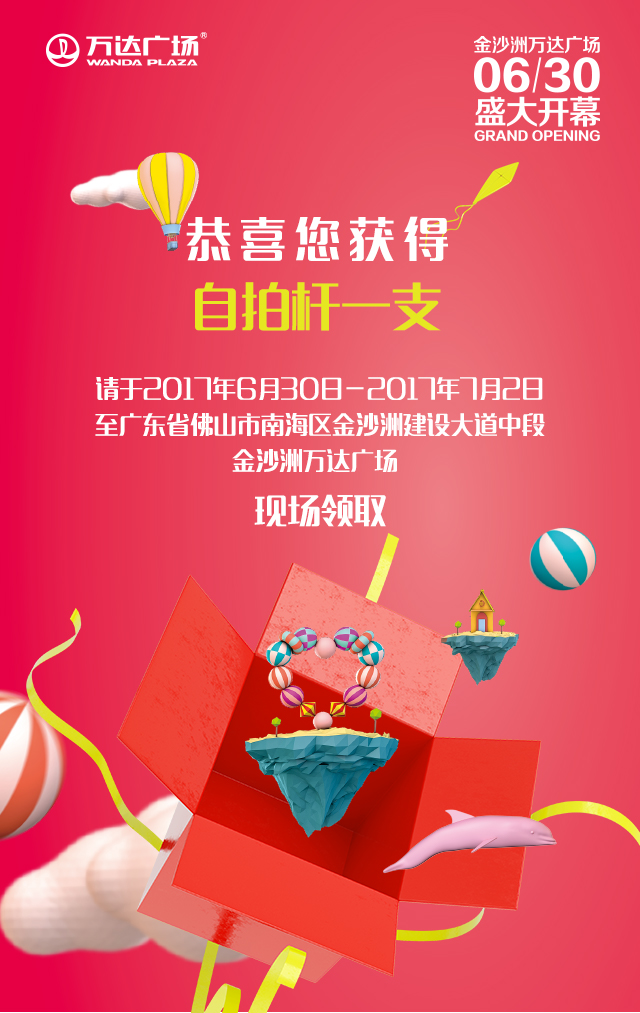 万达广场®
WANDA PLAZA
金沙洲万达广场
06/30
盛大开幕
GRAND OPENING
恭喜您获得
自拍杆一支
请于2017年6月30日-2017年7月2日
至广东省佛山市南海区金沙洲建设大道中段
金沙洲万达广场
现场领取